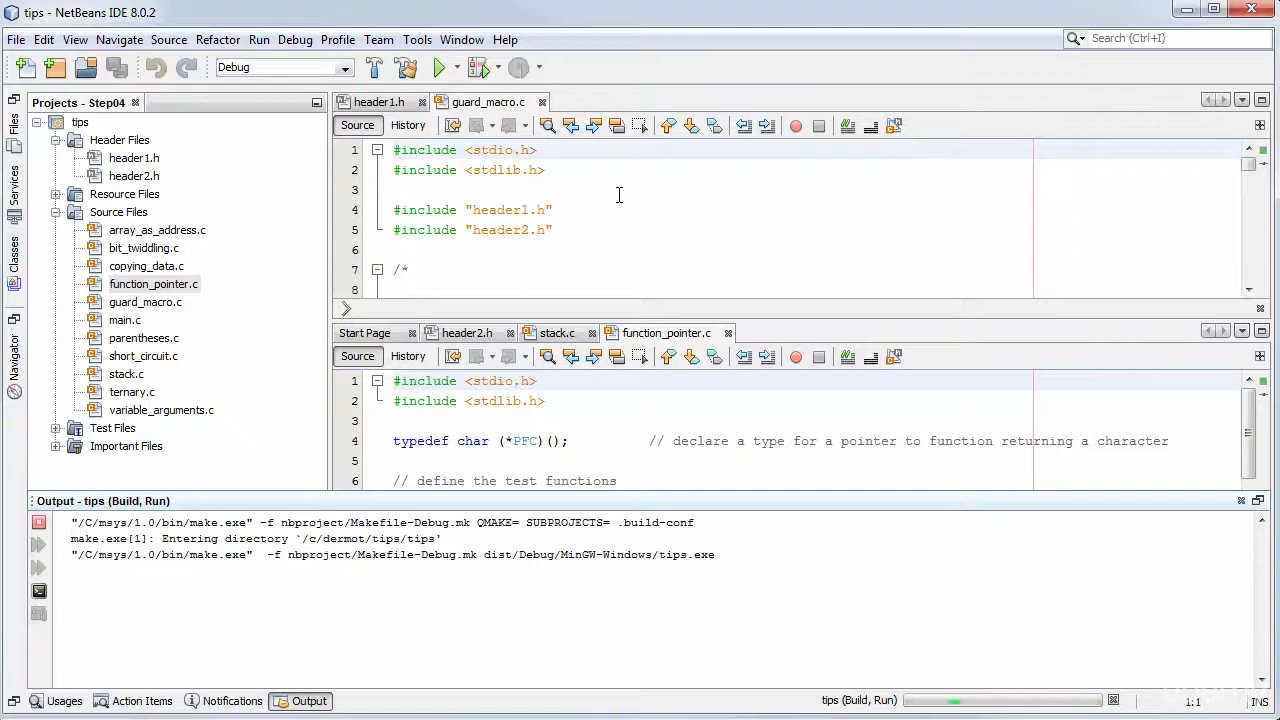 tips - NetBeans IDE 8.0.2
File Edit View Navigate Source Refactor Run Debug Profile Team Tools Window Help
Search (Ctrl+I)
Debug
Projects - Step04
tips
Header Files
header1.h
header2.h
Resource Files
Source Files
array_as_address.c
bit_twiddling.c
copying_data.c
function_pointer.c
guard_macro.c
main.c
parentheses.c
short_circuit.c
stack.c
ternary.c
variable_arguments.c
Test Files
Important Files
Files
Services
Classes
Navigator
header1.h guard_macro.c
Source History
1 #include <stdio.h>
2 #include <stdlib.h>
3
4 #include "header1.h"
5 #include "header2.h"
6
7 /*
8
Start Page header2.h stack.c function_pointer.c
Source History
1 #include <stdio.h>
2 #include <stdlib.h>
3
4 typedef char (*PFC)(); // declare a type for a pointer to function returning a character
5
6 // define the test functions
Output - tips (Build, Run)
"/C/msys/1.0/bin/make.exe" -f nbproject/Makefile-Debug.mk QMAKE= SUBPROJECTS= .build-conf
make.exe[1]: Entering directory `/c/dermot/tips/tips'
"/C/msys/1.0/bin/make.exe"  -f nbproject/Makefile-Debug.mk dist/Debug/MinGW-Windows/tips.exe
Usages Action Items Notifications Output
tips (Build, Run)
1:1 INS